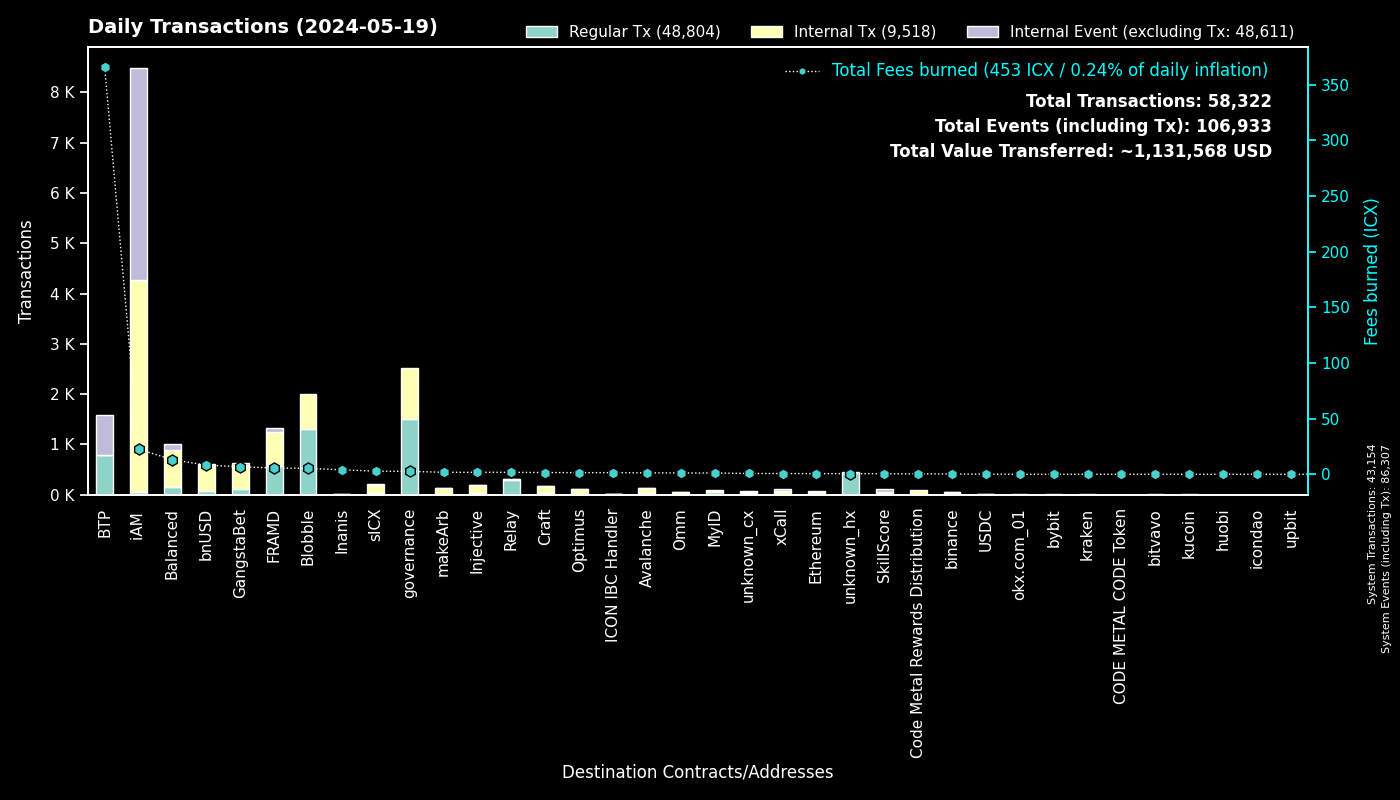 Daily Transactions (2024-05-19)
Regular Tx (48,804)
Internal Tx (9,518)
Internal Event (excluding Tx: 48,611)
Total Fees burned (453 ICX / 0.24% of daily inflation)
Total Transactions: 58,322
Total Events (including Tx): 106,933
Total Value Transferred: ~1,131,568 USD
Transactions
8 K
7 K
6 K
5 K
4 K
3 K
2 K
1 K
0 K
350
300
250
200
150
100
50
0
Fees burned (ICX)
System Transactions: 43,154
System Events (including Tx): 86,307
BTP
iAM
Balanced
bnUSD
GangstaBet
FRAMD
Blobble
Inanis
sICX
governance
makeArb
Injective
Relay
Craft
Optimus
ICON IBC Handler
Avalanche
Omm
MyID
unknown_cx
xCall
Ethereum
unknown_hx
SkillScore
Code Metal Rewards Distribution
binance
USDC
okx.com_01
bybit
kraken
CODE METAL CODE Token
bitvavo
kucoin
huobi
icondao
upbit
Destination Contracts/Addresses